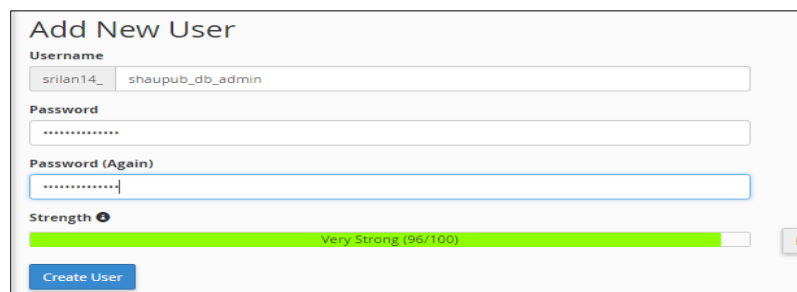 Add New User
Username
srilan14_ shaupub_db_admin
Password
••••••••••••••
Password (Again)
••••••••••••••
Strength
Very Strong (96/100)
Create User